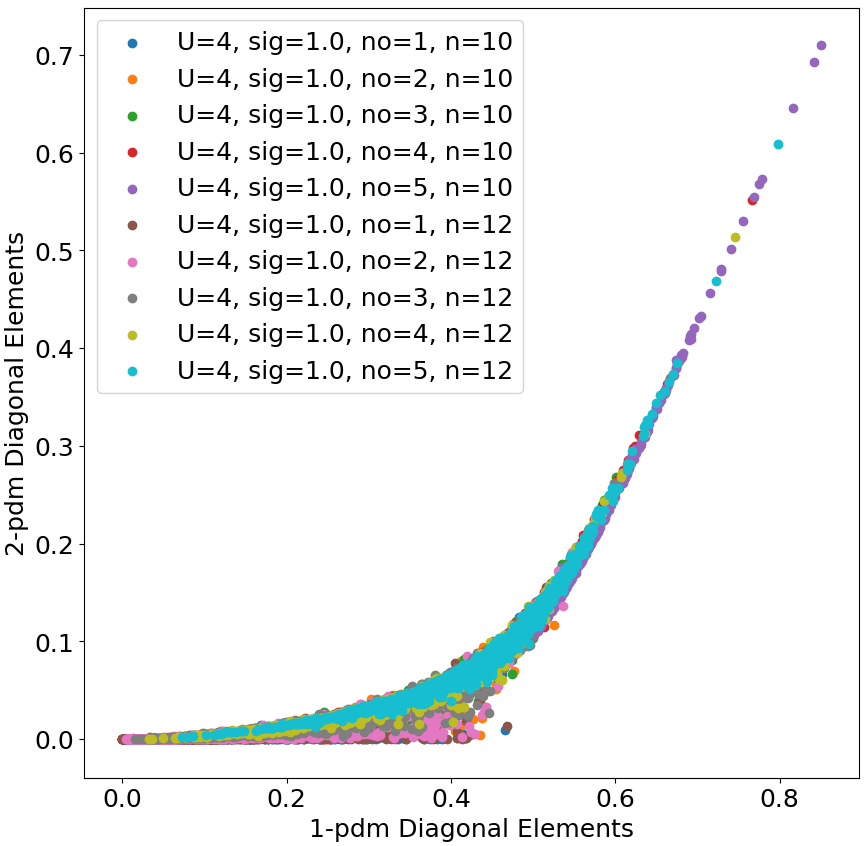 0.7
0.6
0.5
0.4
0.3
0.2
0.1
0.0
2-pdm Diagonal Elements
U=4, sig=1.0, no=1, n=10
U=4, sig=1.0, no=2, n=10
U=4, sig=1.0, no=3, n=10
U=4, sig=1.0, no=4, n=10
U=4, sig=1.0, no=5, n=10
U=4, sig=1.0, no=1, n=12
U=4, sig=1.0, no=2, n=12
U=4, sig=1.0, no=3, n=12
U=4, sig=1.0, no=4, n=12
U=4, sig=1.0, no=5, n=12
0.0 0.2 0.4 0.6 0.8
1-pdm Diagonal Elements